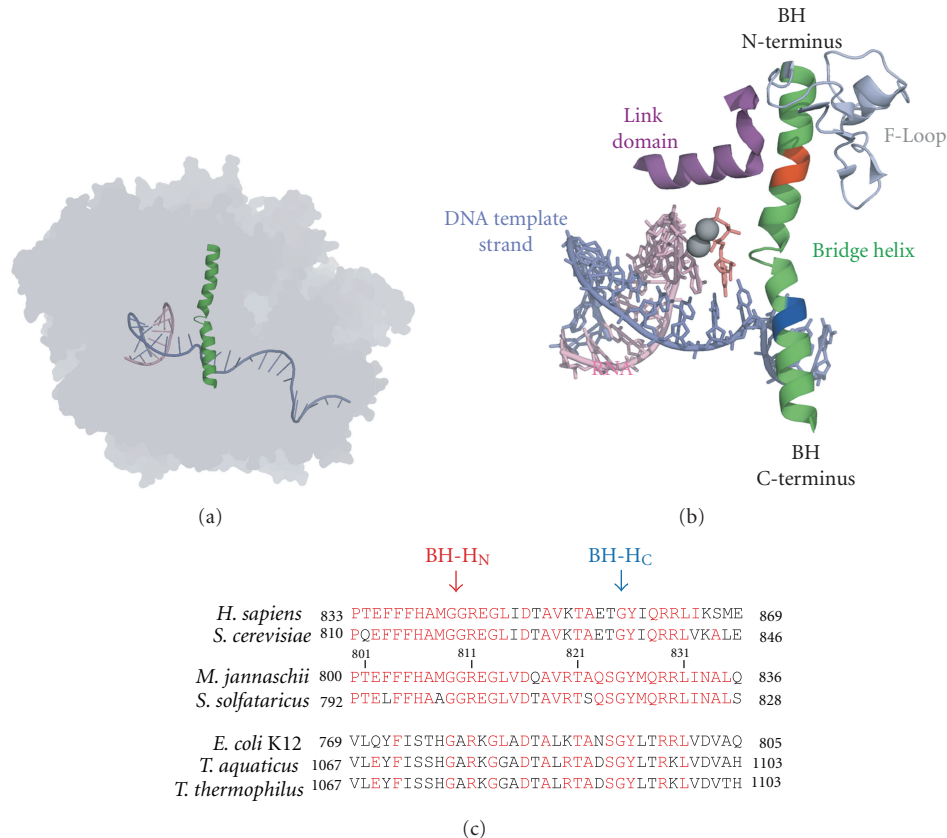 BH
N-terminus
Link
domain
F-Loop
DNA template
strand
Bridge helix
RNA
BH
C-terminus
(a)
(b)
BH-HN
BH-HC
H. sapiens 833 PTEFFFHAMGGREGLIDTAVKTAETGYIQRRLIKSME 869
S. cerevisiae 810 PQEFFFHAMGGREGLIDTAVKTAETGYIQRRLVKALE 846
801 811 821 831
M. jannaschii 800 PTEFFFHAMGGREGLVDQAVRTAQSGYMQRRLINALQ 836
S. solfataricus 792 PTELFFHAAGGREGLVDTAVRTSQSGYMQRRLINALS 828
E. coli K12 769 VLQYFISTHGARKGLADTALKTANSGYLTRRLVDVAQ 805
T. aquaticus 1067 VLEYFISSHGARKGLADTALRTADSGYLTRKLVDVAH 1103
T. thermophilus 1067 VLEYFISSHGARKGLADTALRTADSGYLTRKLVDVTH 1103
(c)